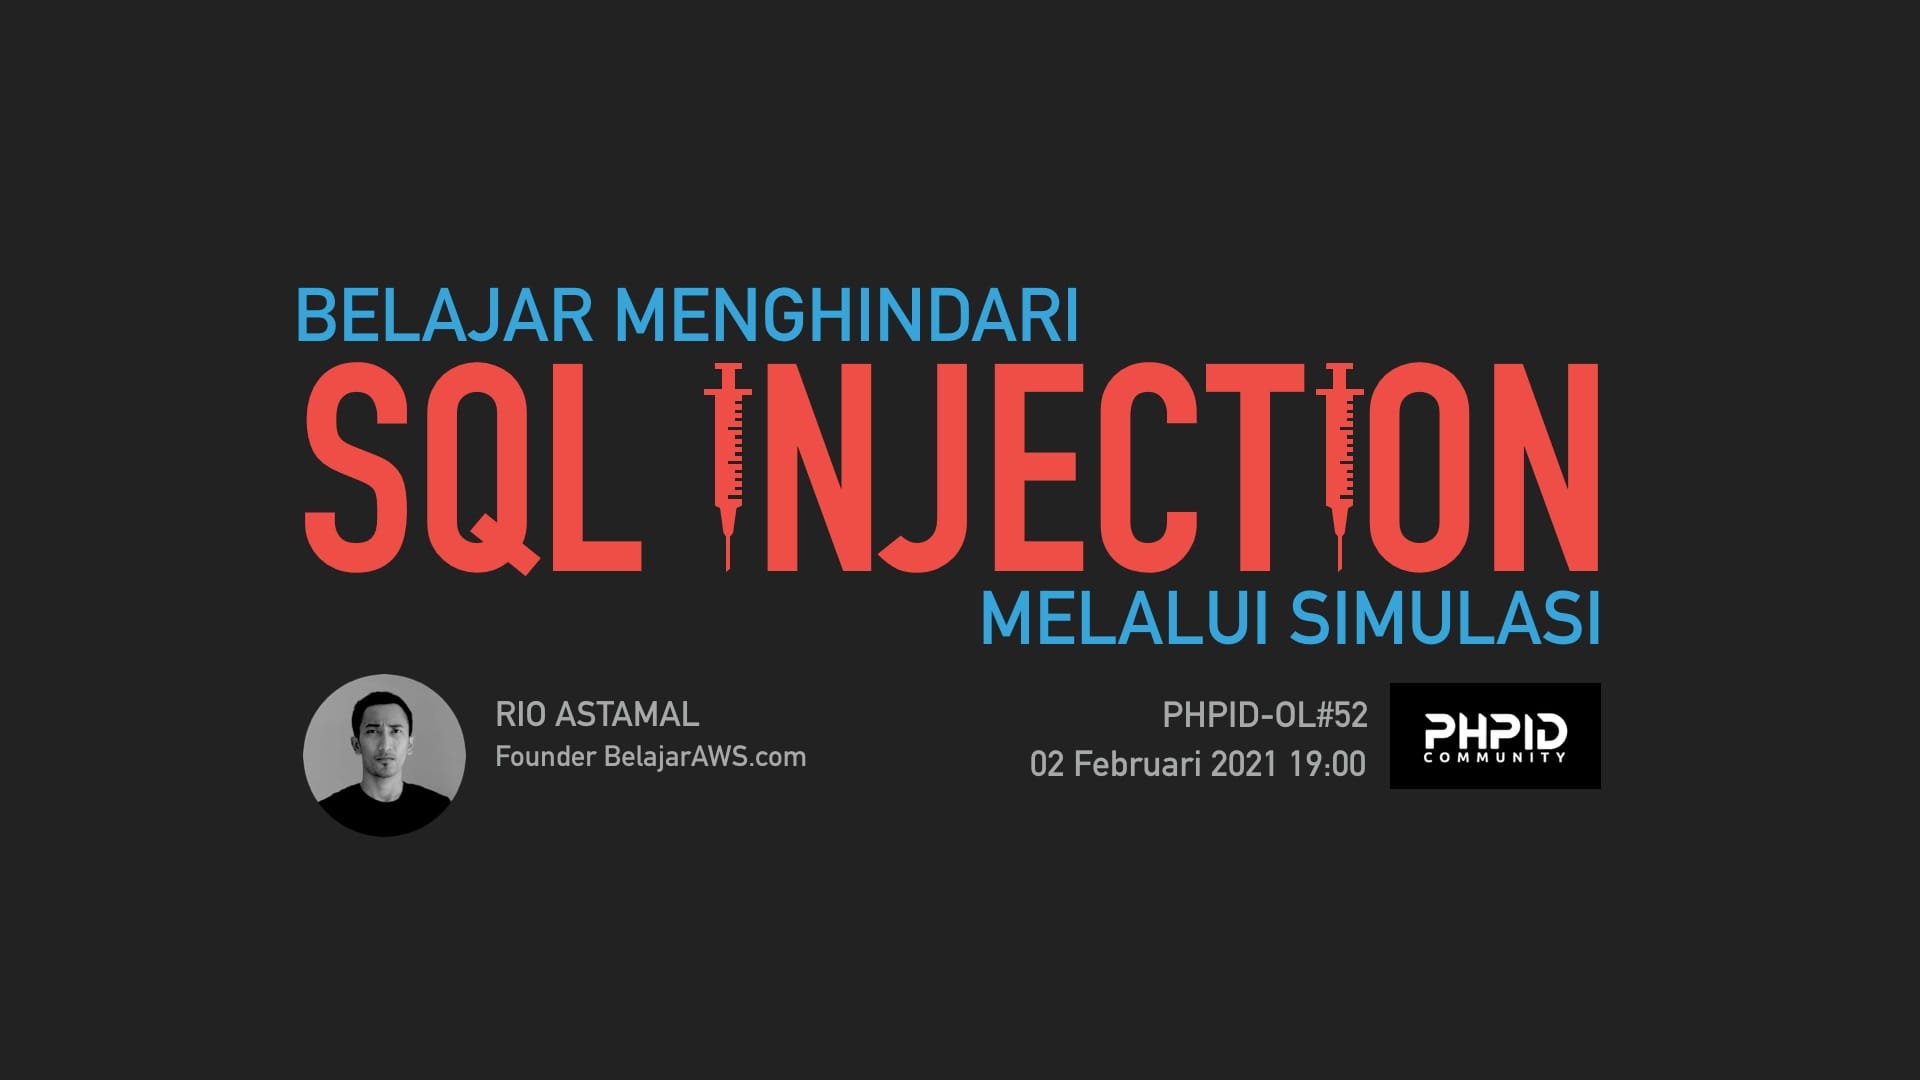 BELAJAR MENGHINDARI
SQL INJECTION
MELALUI SIMULASI
RIO ASTAMAL
Founder BelajarAWS.com
PHPID-OL#52
02 Februari 2021 19:00
PHPID
COMMUNITY